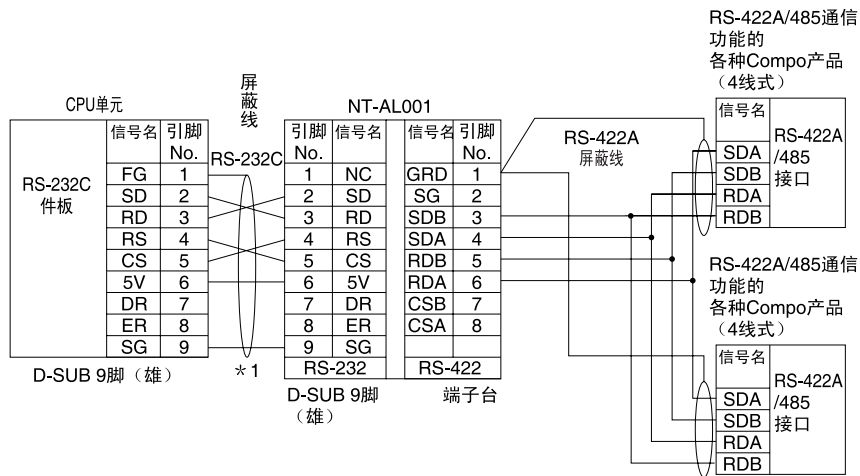 RS-422A/485通信
功能的
各种Compo产品
（4线式）
屏蔽线
CPU单元
NT-AL001
信号名 引脚No.
RS-232C
引脚No. 信号名
信号名 引脚No.
RS-422A
屏蔽线
信号名
RS-422A
/485
接口
RS-232C
件板
FG 1
1 NC
GRD 1
SDA
SD 2
2 SD
SG 2
SDB
RD 3
3 RD
SDB 3
RDA
RS 4
4 RS
SDA 4
RDB
CS 5
5 CS
RDB 5
5V 6
6 5V
RDA 6
DR 7
7 DR
CSB 7
ER 8
8 ER
CSA 8
SG 9
9 SG
RS-232
RS-422
D-SUB 9脚（雄）
*1
D-SUB 9脚
（雄）
端子台
RS-422A/485通信
功能的
各种Compo产品
（4线式）
信号名
RS-422A
/485
接口
SDA
SDB
RDA
RDB